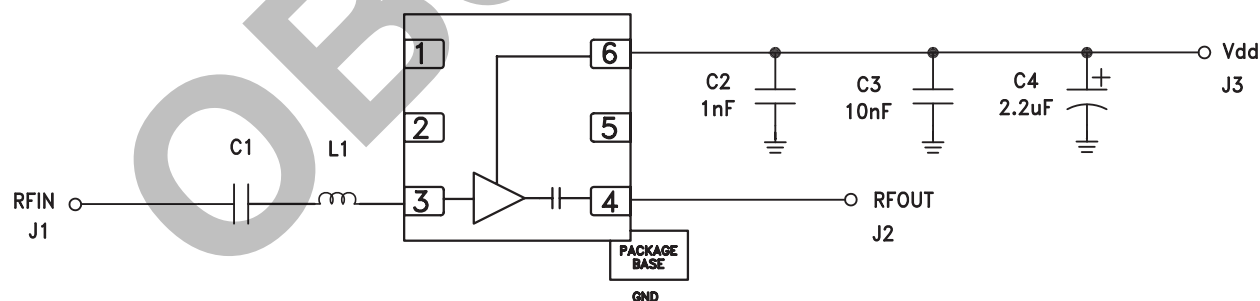 OBS
1
6
2
5
3
4
C1
L1
RFIN
J1
C2
1nF
C3
10nF
C4
+
2.2uF
Vdd
J3
RFOUT
J2
PACKAGE
BASE
GND